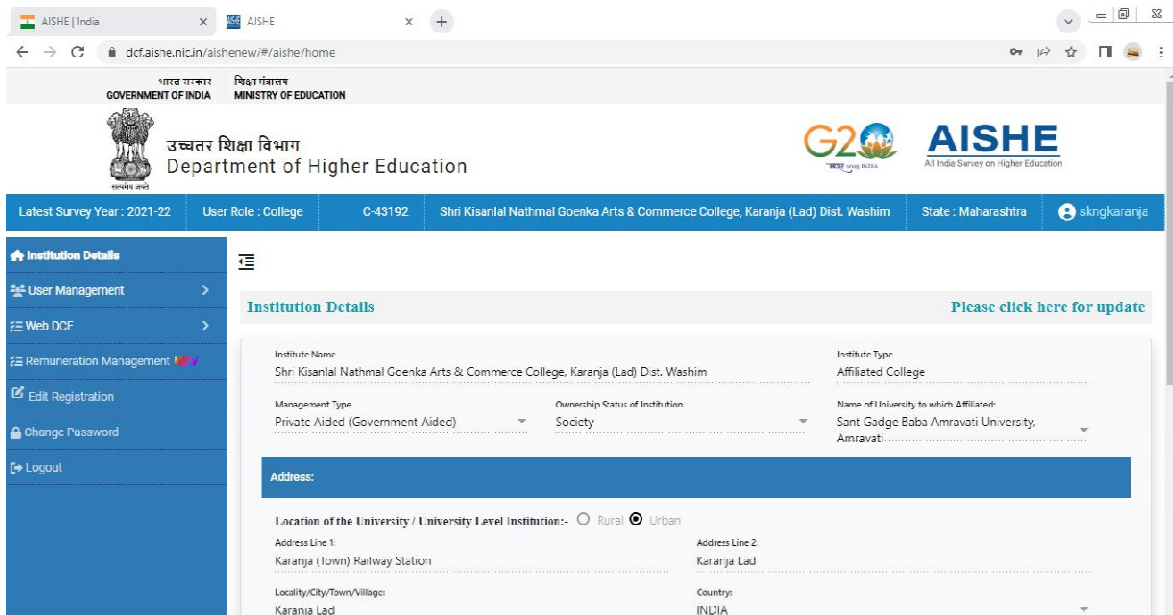 AISHE | India
AISHE
dcf.aishe.nic.in/aishenew/#/aishe/home
भारत सरकार शिक्षा मंत्रालय
GOVERNMENT OF INDIA MINISTRY OF EDUCATION
सत्यमेव जयते
उच्चतर शिक्षा विभाग
Department of Higher Education
G20
AISHE
All India Survey on Higher Education
Latest Survey Year : 2021-22 User Role : College C-43192 Shri Kisanlal Nathmal Goenka Arts & Commerce College, Karanja (Lad) Dist. Washim State : Maharashtra skngkaranja
Institution Details
User Management
Web DCF
Remuneration Management
Edit Registration
Change Password
Logout
Institution Details Please click here for update
Institute Name Institute Type
Shri Kisanlal Nathmal Goenka Arts & Commerce College, Karanja (Lad) Dist. Washim Affiliated College
Management Type Ownership Status of Institution Name of University to which Affiliated:
Private Aided (Government Aided) Society Sant Gadge Baba Amravati University,
Amravati
Address:
Location of the University / University Level Institution:- Rural Urban
Address Line 1: Address Line 2:
Karanja (Town) Railway Station Karanja Lad
Locality/City/Town/Village: Country:
Karanja Lad INDIA